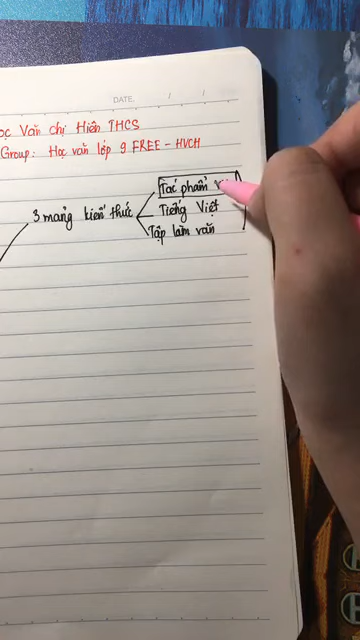 DATE / /
ọc Văn chị Hiên THCS
Group: Học văn lớp 9 FREE - HVCH
3 mảng kiến thức
Tác phẩm
Tiếng Việt
Tập làm văn